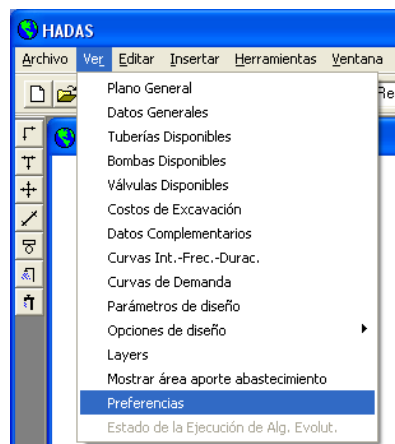 HADAS
Archivo Ver Editar Insertar Herramientas Ventana
Re
Plano General
Datos Generales
Tuberías Disponibles
Bombas Disponibles
Válvulas Disponibles
Costos de Excavación
Datos Complementarios
Curvas Int.-Frec.-Durac.
Curvas de Demanda
Parámetros de diseño
Opciones de diseño
Layers
Mostrar área aporte abastecimiento
Preferencias
Estado de la Ejecución de Alg. Evolut.